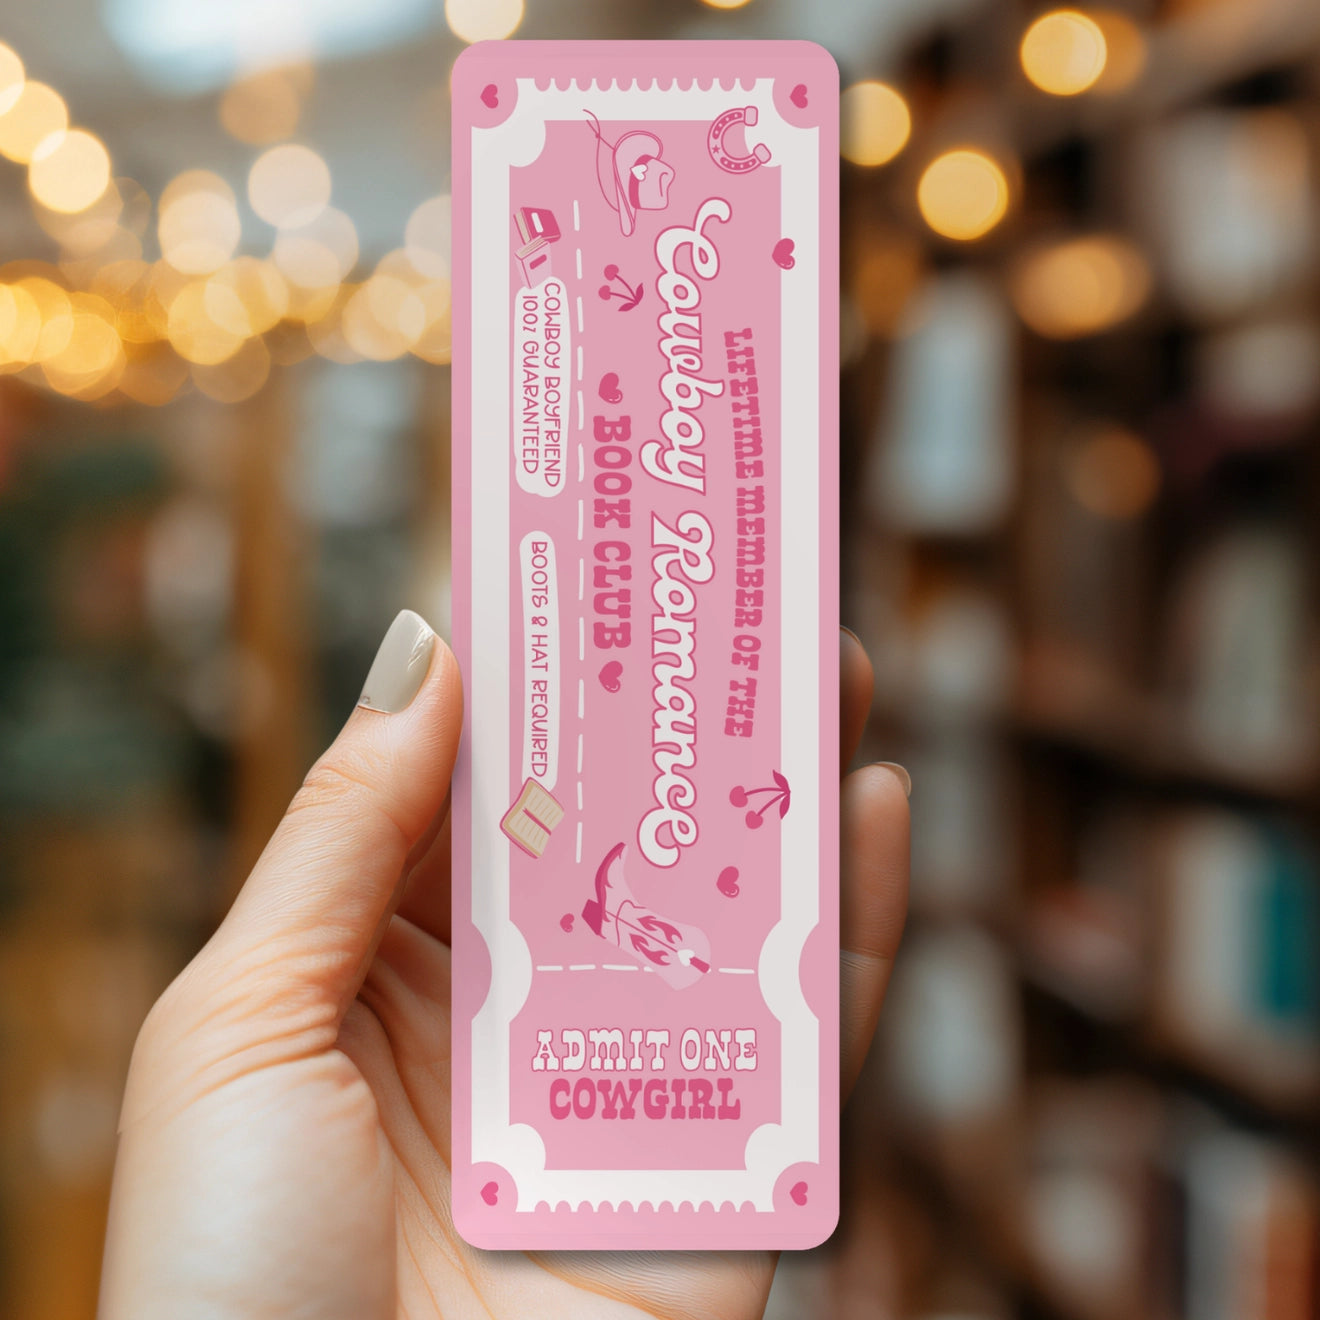 LIFETIME MEMBER OF THE
Cowboy Romance
BOOK CLUB
COWBOY BOYFRIEND
100% GUARANTEED
BOOTS & HAT REQUIRED
ADMIT ONE
COWGIRL